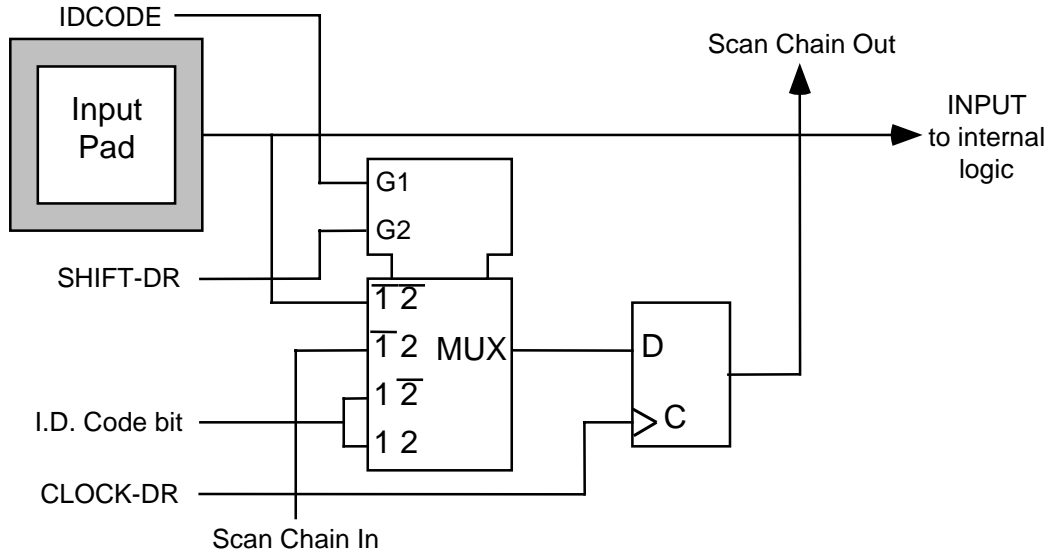 IDCODE
Scan Chain Out
Input
Pad
INPUT
to internal
logic
G1
G2
SHIFT-DR
1̅ 2̅
1̅ 2
MUX
D
1 2̅
I.D. Code bit
1 2
C
CLOCK-DR
Scan Chain In